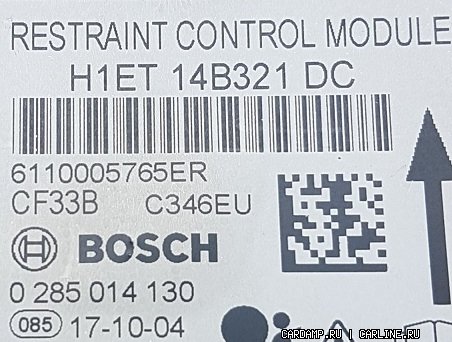 RESTRAINT CONTROL MODULE
H1ET 14B321 DC
6110005765ER
CF33B C346EU
BOSCH
0 285 014 130
085 17-10-04
CARDAMP.RU | CARLINE.RU